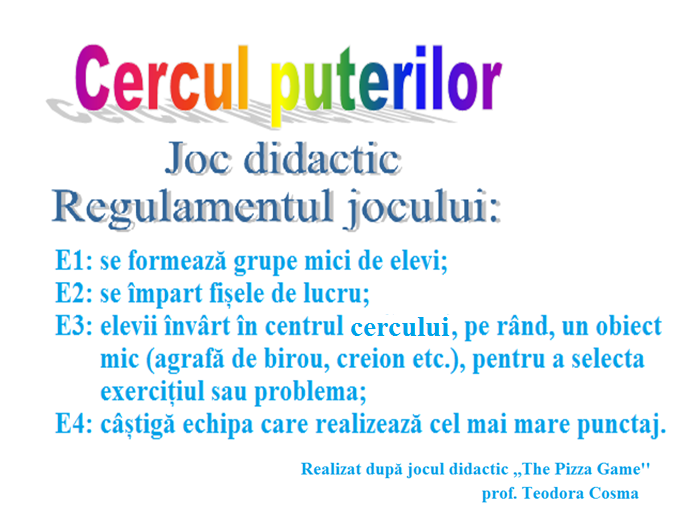 Cercul puterilor
Joc didactic
Regulamentul jocului:
E1: se formează grupe mici de elevi;
E2: se împart fișele de lucru;
E3: elevii învârt în centrul cercului, pe rând, un obiect
mic (agrafă de birou, creion etc.), pentru a selecta
exercițiul sau problema;
E4: câștigă echipa care realizează cel mai mare punctaj.
Realizat după jocul didactic ,,The Pizza Game''
prof. Teodora Cosma